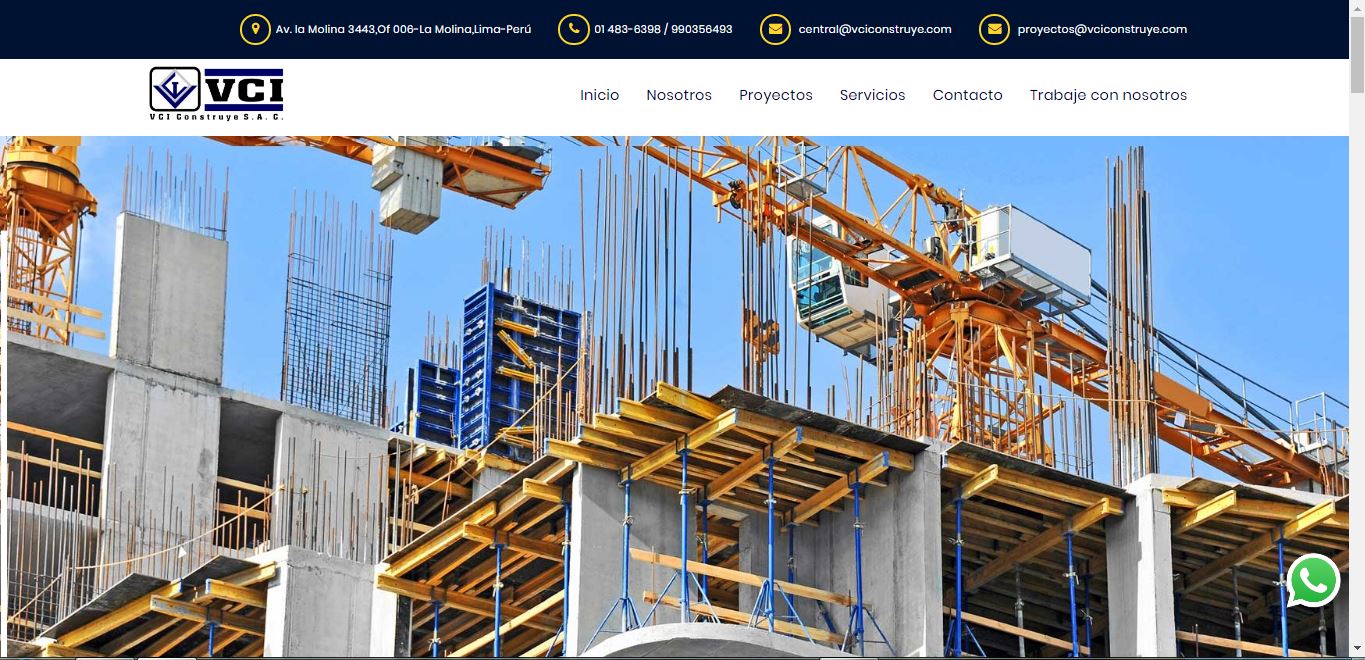 Av. la Molina 3443,Of 006-La Molina,Lima-Perú
01 483-6398 / 990356493
central@vciconstruye.com
proyectos@vciconstruye.com
VCI
VCI Construye S.A.C.
Inicio Nosotros Proyectos Servicios Contacto Trabaje con nosotros